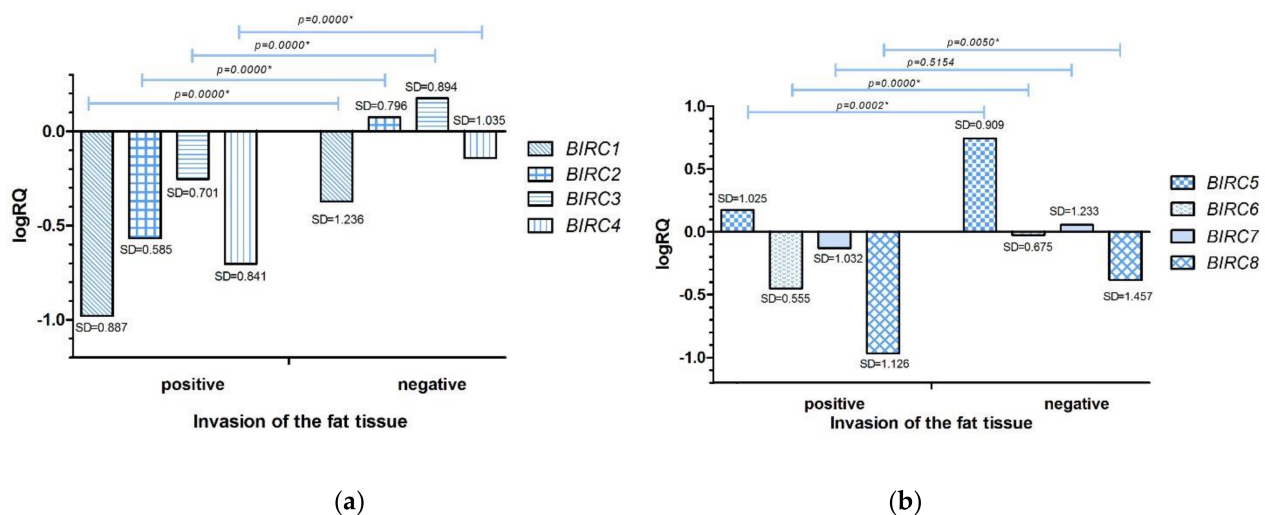 p=0.0000*
p=0.0000*
p=0.0000*
p=0.0000*
SD=0.796
SD=0.894
SD=1.035
0.0
-0.5
-1.0
logRQ
SD=0.887
SD=0.585
SD=0.701
SD=0.841
SD=1.236
BIRC1
BIRC2
BIRC3
BIRC4
positive
negative
Invasion of the fat tissue
(a)
p=0.0050*
p=0.5154
p=0.0000*
p=0.0002*
1.0
0.5
0.0
-0.5
-1.0
logRQ
SD=1.025
SD=0.555
SD=1.032
SD=1.126
SD=0.909
SD=0.675
SD=1.233
SD=1.457
BIRC5
BIRC6
BIRC7
BIRC8
positive
negative
Invasion of the fat tissue
(b)